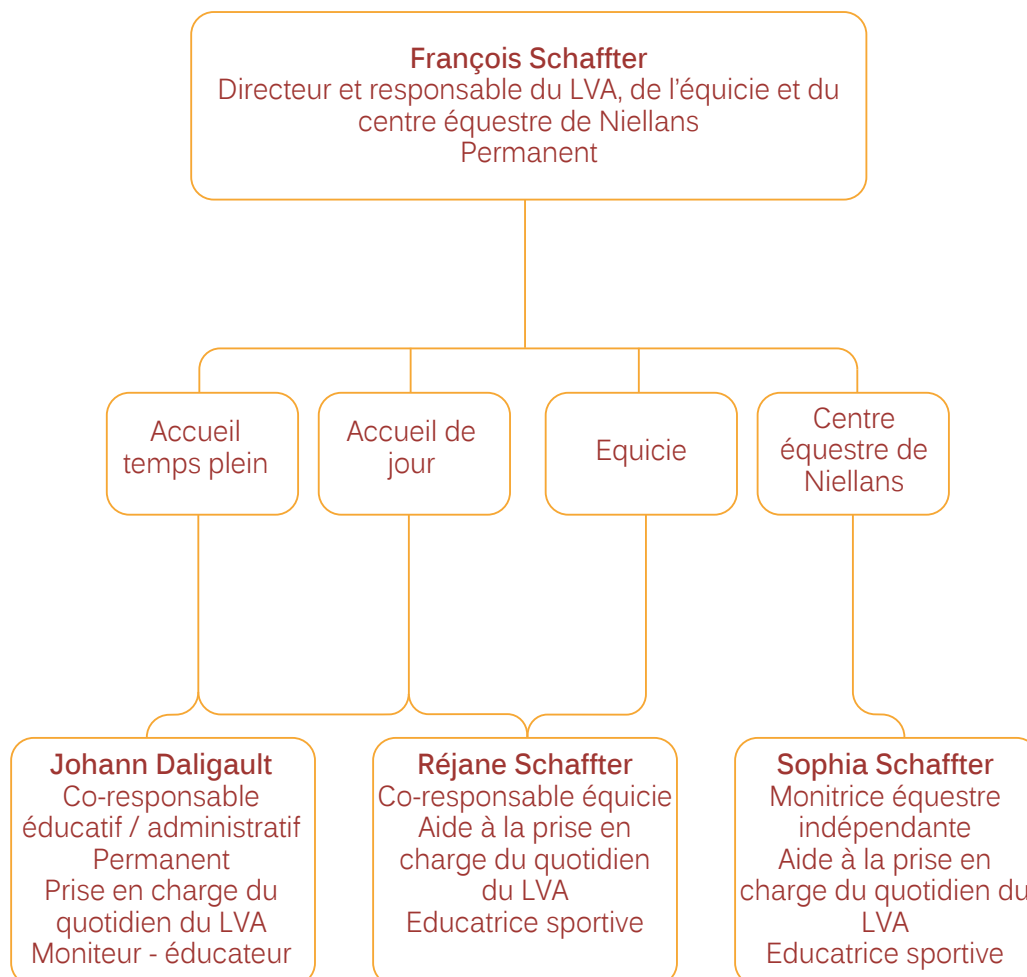 François Schaffter
Directeur et responsable du LVA, de l'équicie et du
centre équestre de Niellans
Permanent
Accueil
temps plein
Accueil de
jour
Equicie
Centre
équestre de
Niellans
Johann Daligault
Co-responsable
éducatif / administratif
Permanent
Prise en charge du
quotidien du LVA
Moniteur - éducateur
Réjane Schaffter
Co-responsable équicie
Aide à la prise en
charge du quotidien
du LVA
Educatrice sportive
Sophia Schaffter
Monitrice équestre
indépendante
Aide à la prise en
charge du quotidien du
LVA
Educatrice sportive